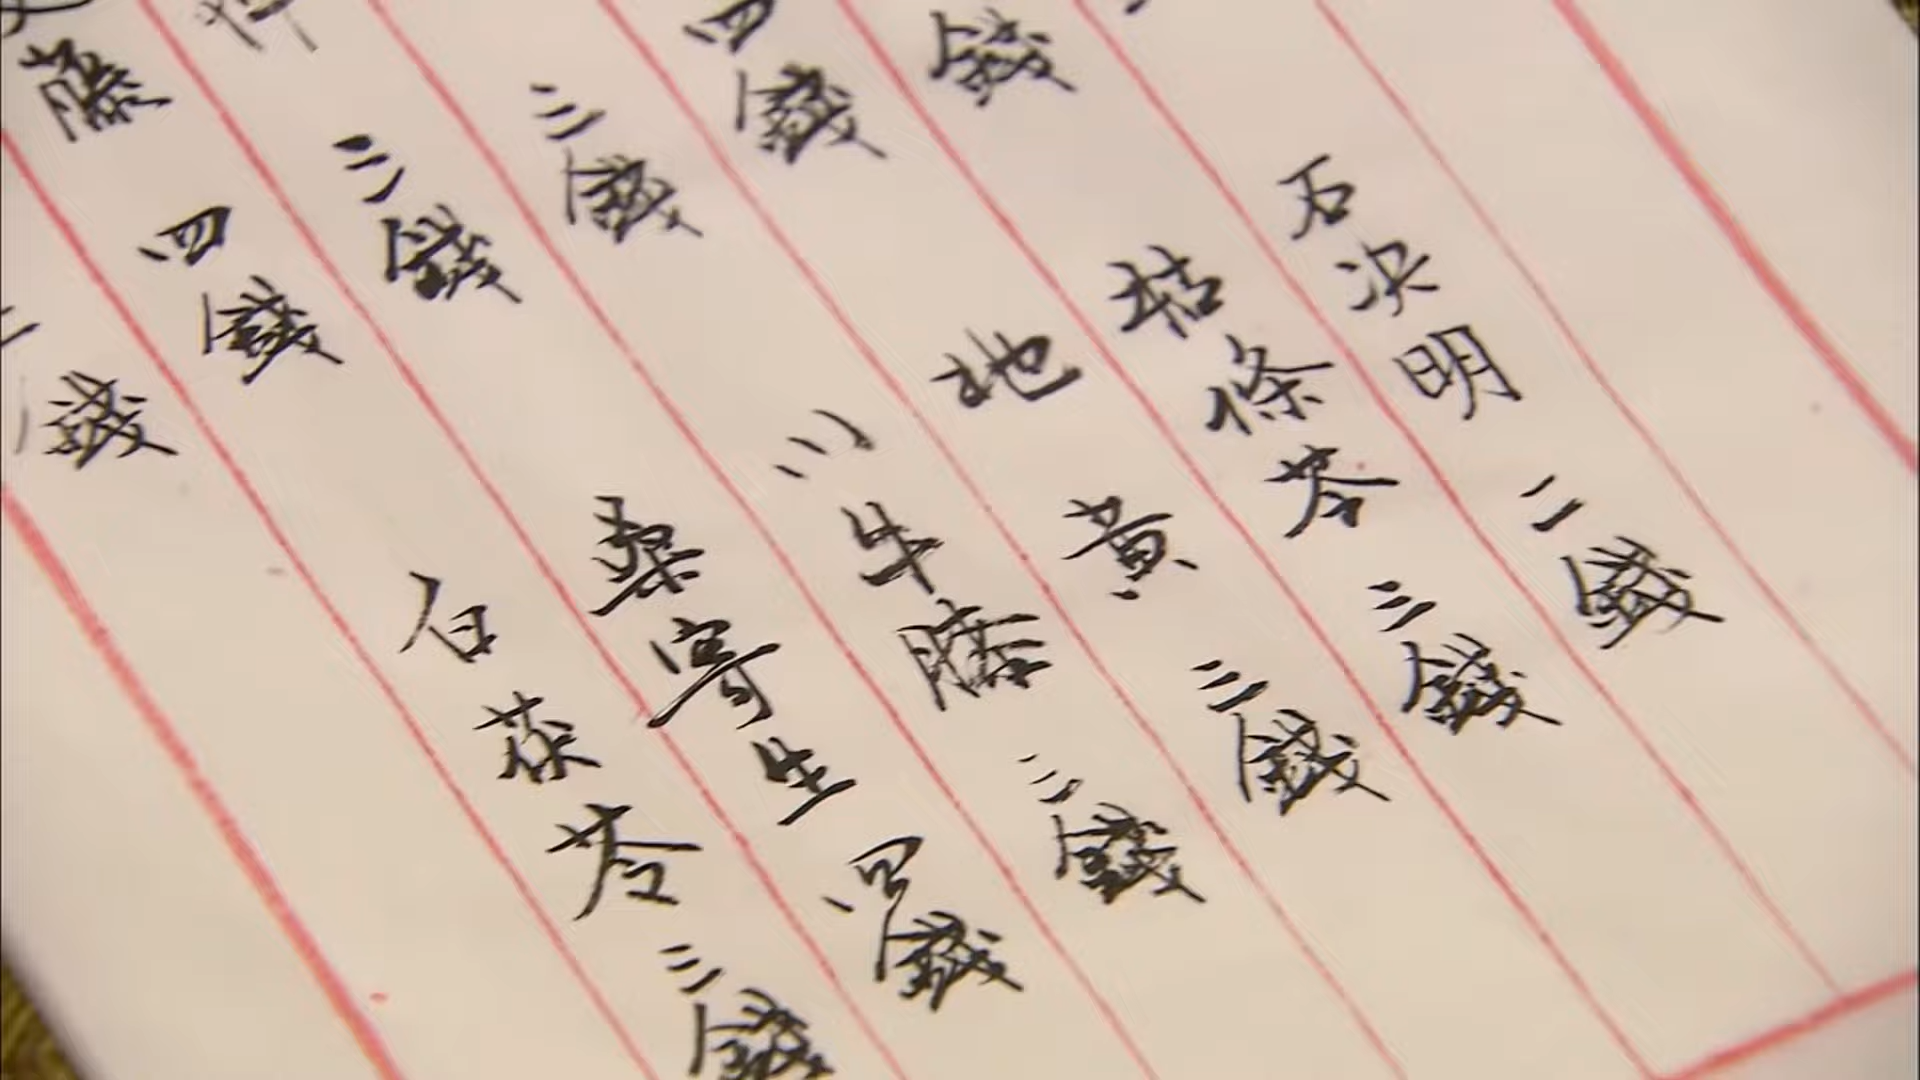 石决明 二錢
錢 枯條芩 三錢
四錢 地黃 三錢
三錢 川牛膝 三錢
三錢 桑寄生 四錢
藤 四錢 白茯苓 三錢
錢